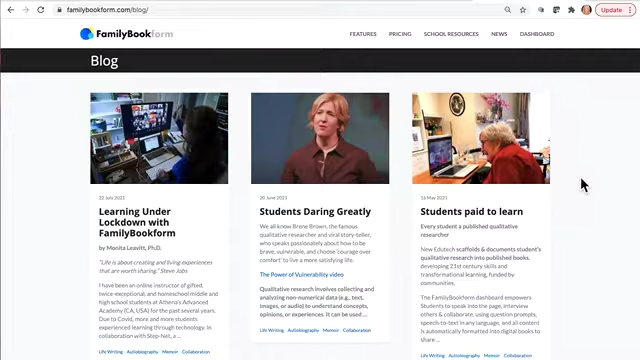 familybookform.com/blog/
Update
FamilyBookform
FEATURES PRICING SCHOOL RESOURCES NEWS DASHBOARD
Blog
22 July 2021
Learning Under
Lockdown with
FamilyBookform
by Monita Leavitt, Ph.D.
"Life is about creating and living experiences
that are worth sharing." Steve Jobs
I have been an online instructor of gifted,
twice-exceptional; and homeschool middle and
high school students at Athena's Advanced
Academy (CA, USA) for the past several years.
Due to Covid, more and more students
experienced learning through technology. In
collaboration with Step-Net, a ...
Life Writing Autobiography Memoir Collaboration
20 June 2021
Students Daring Greatly
We all know Brene Brown, the famous
qualitative researcher and viral story-teller,
who speaks passionately about how to be
brave, vulnerable, and choose 'courage over
comfort' to live a more satisfying life.
The Power of Vulnerability video
Qualitative research involves collecting and
analyzing non-numerical data (e.g., text,
images, or audio) to understand concepts,
opinions, or experiences. It can be used ...
Life Writing Autobiography Memoir Collaboration
16 May 2021
Students paid to learn
Every student a published qualitative
researcher
New Edutech scaffolds & documents student's
qualitative research into published books,
developing 21st century skills and
transformational learning, funded by
communities.
The FamilyBookform dashboard empowers
Students to speak into the page, interview
others & collaborate, using question prompts,
speech-to-text in any language, and all content
is automatically formatted into digital books to
share ...
Life Writing Autobiography Memoir Collaboration